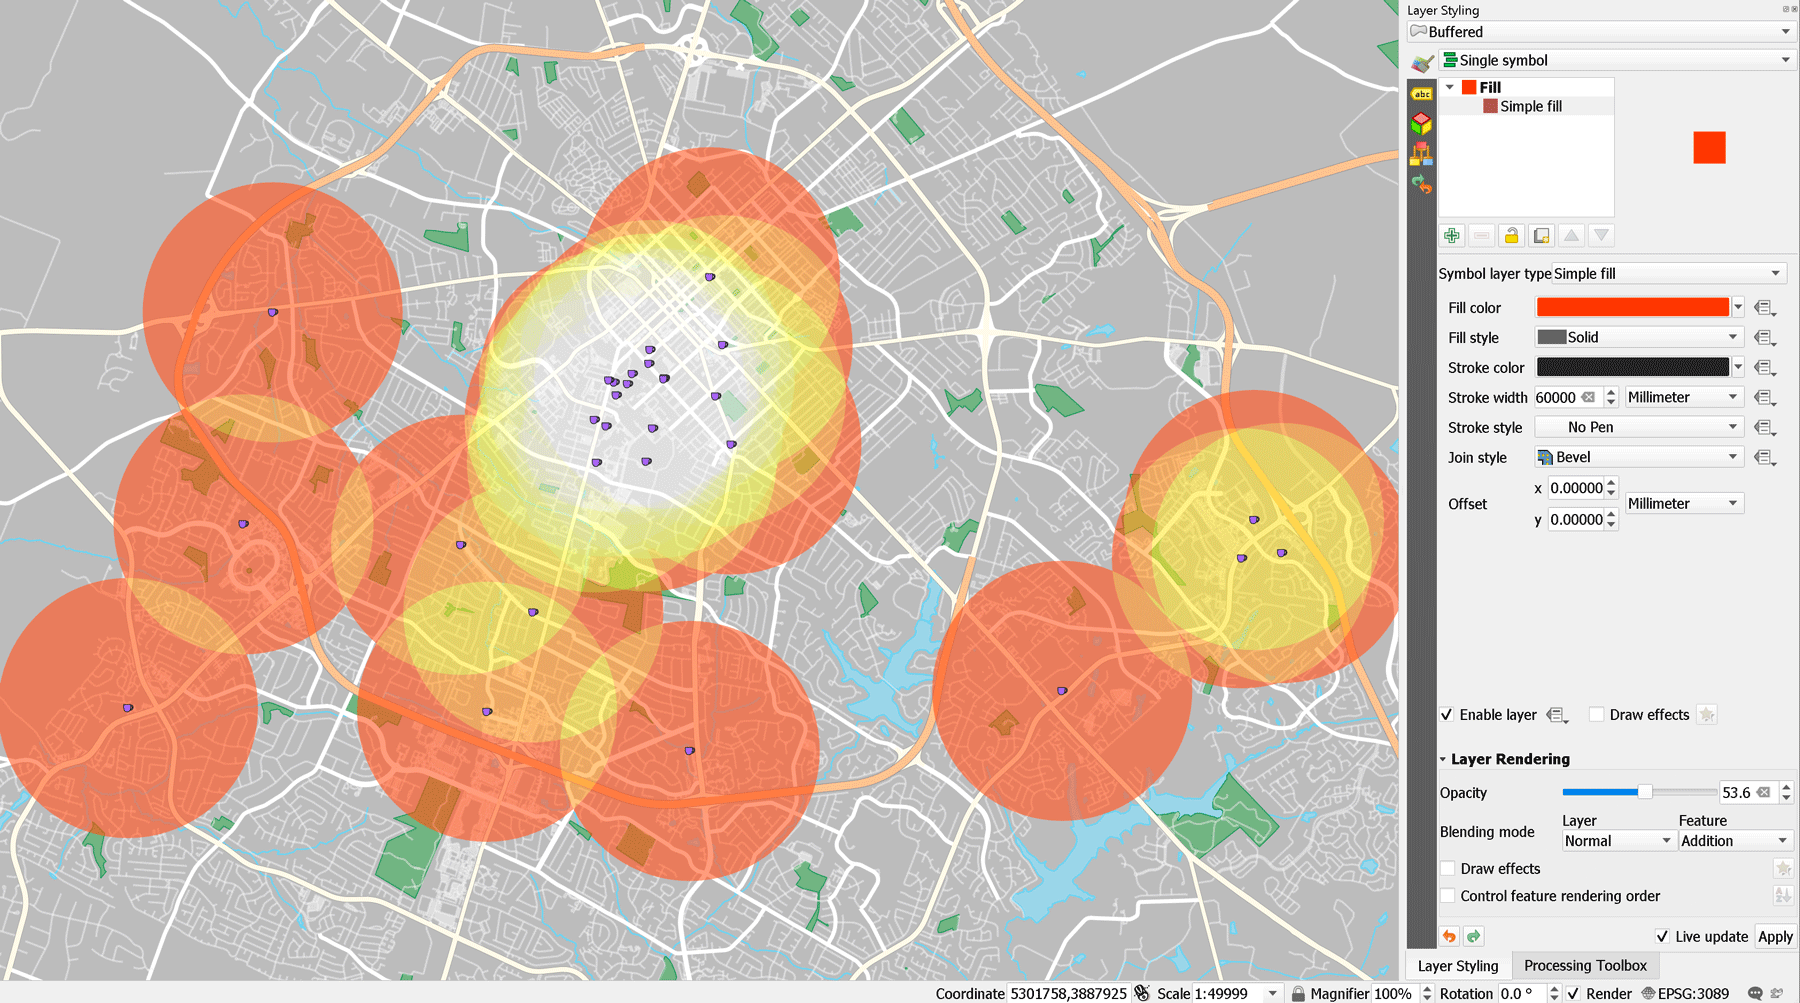 Layer Styling
Buffered
Single symbol
abc
Fill
Simple fill
Symbol layer type Simple fill
Fill color
Fill style Solid
Stroke color
Stroke width 60000 Millimeter
Stroke style No Pen
Join style Bevel
x 0.00000
Offset Millimeter
y 0.00000
Enable layer Draw effects
Layer Rendering
Opacity 53.6
Layer Feature
Blending mode Normal Addition
Draw effects
Control feature rendering order
Live update Apply
Layer Styling Processing Toolbox
Coordinate 5301758,3887925 Scale 1:49999 Magnifier 100% Rotation 0.0 ° Render EPSG:3089